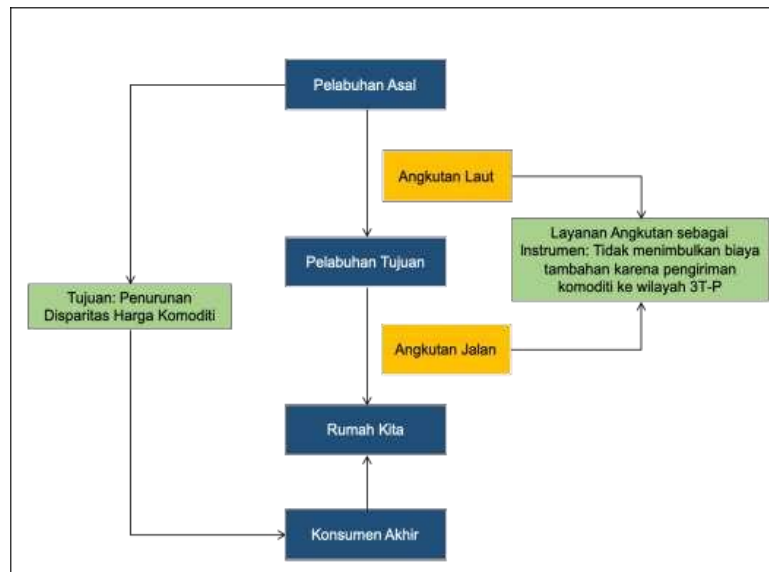 Pelabuhan Asal
Angkutan Laut
Layanan Angkutan sebagai
Instrumen: Tidak menimbulkan biaya
tambahan karena pengiriman
komoditi ke wilayah 3T-P
Pelabuhan Tujuan
Tujuan: Penurunan
Disparitas Harga Komoditi
Angkutan Jalan
Rumah Kita
Konsumen Akhir